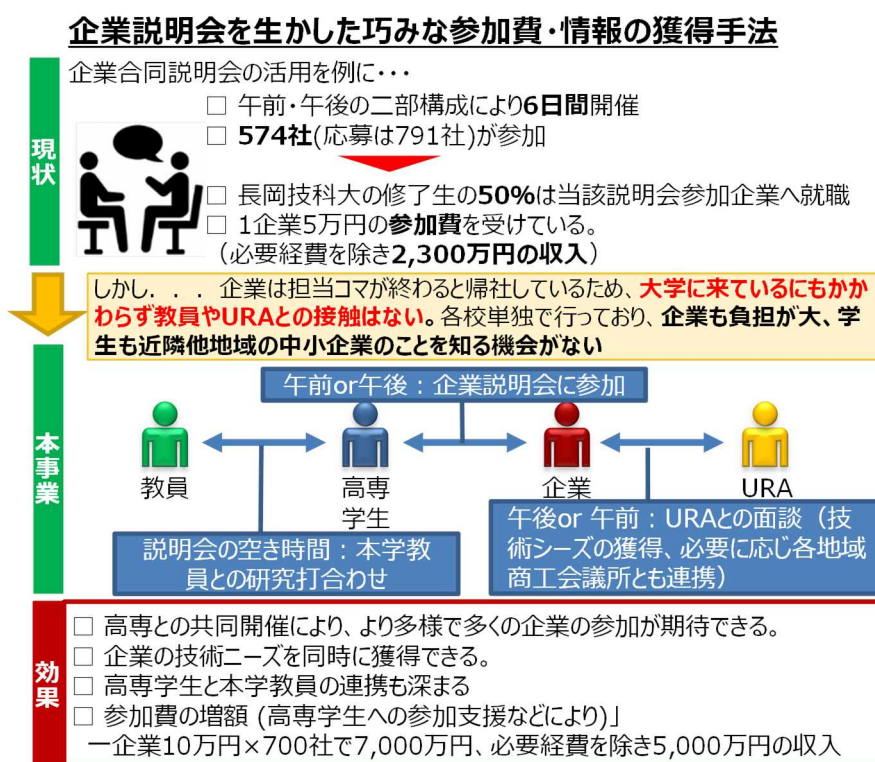 企業説明会を生かした巧みな参加費・情報の獲得手法
現状
企業合同説明会の活用を例に・・・
□ 午前・午後の二部構成により6日間開催
□ 574社(応募は791社)が参加
□ 長岡技科大の修了生の50%は当該説明会参加企業へ就職
□ 1企業5万円の参加費を受けている。
（必要経費を除き2,300万円の収入）
しかし．．． 企業は担当コマが終わると帰社しているため、大学に来ているにもかか
わらず教員やURAとの接触はない。各校単独で行っており、企業も負担が大、学
生も近隣他地域の中小企業のことを知る機会がない
本事業
午前or午後：企業説明会に参加
教員
高専
学生
企業
URA
説明会の空き時間：本学教
員との研究打合わせ
午後or 午前：URAとの面談（技
術シーズの獲得、必要に応じ各地域
商工会議所とも連携）
効果
□ 高専との共同開催により、より多様で多くの企業の参加が期待できる。
□ 企業の技術ニーズを同時に獲得できる。
□ 高専学生と本学教員の連携も深まる
□ 参加費の増額 (高専学生への参加支援などにより)」
一企業10万円×700社で7,000万円、必要経費を除き5,000万円の収入